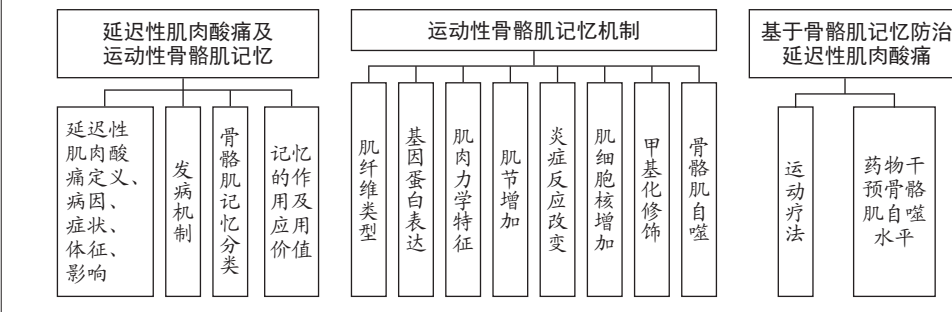 延迟性肌肉酸痛及
运动性骨骼肌记忆
运动性骨骼肌记忆机制
基于骨骼肌记忆防治
延迟性肌肉酸痛
延迟性
肌肉酸
痛定义、
病因、
症状、
体征、
影响
发病机制
骨骼肌记忆分类
记忆
的作
用及
应用
价值
肌纤维类型
基因蛋白表达
肌肉力学特征
肌节增加
炎症反应改变
肌细胞核增加
甲基化修饰
骨骼肌自噬
运动疗法
药物干
预骨骼
肌自噬
水平